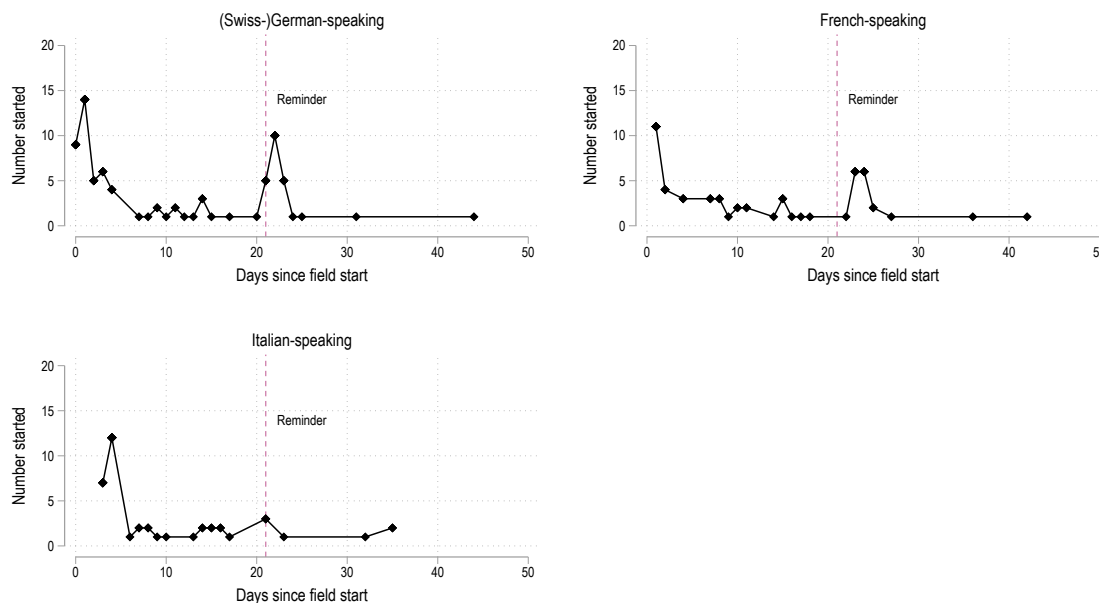 (Swiss-)German-speaking
20
15
10
5
0
Number started
Reminder
0 10 20 30 40 50
Days since field start
French-speaking
20
15
10
5
0
Number started
Reminder
0 10 20 30 40
Days since field start
Italian-speaking
20
15
10
5
0
Number started
Reminder
0 10 20 30 40 50
Days since field start